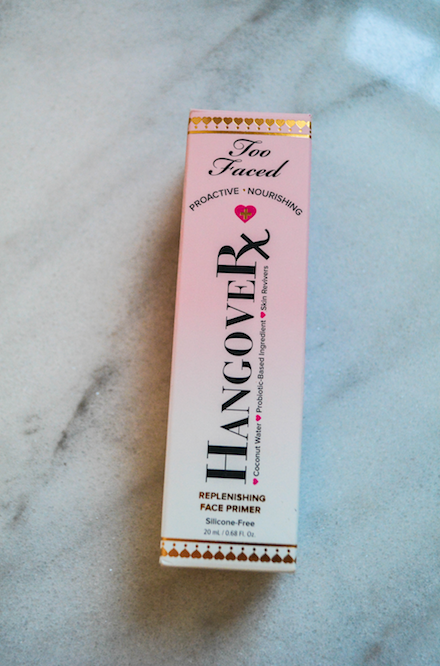 Too
Faced
PROACTIVE • NOURISHING
HANGOVERx
Coconut Water Probiotic-Based Ingredient Skin Revivers
REPLENISHING
FACE PRIMER
Silicone-Free
20 mL / 0.68 Fl. Oz.